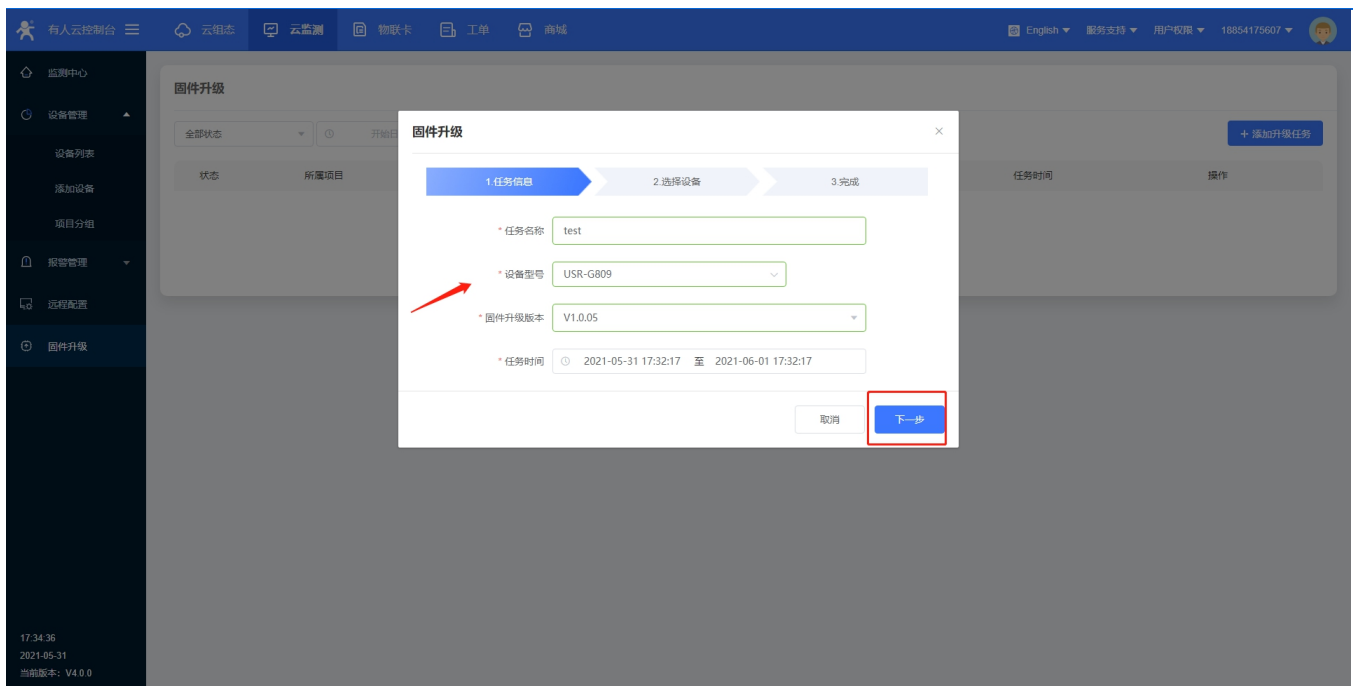 有人云控制台
云组态
云监测
物联卡
工单
商城
English
服务支持
用户权限
18854175607
监测中心
设备管理
设备列表
添加设备
项目分组
报警管理
远程配置
固件升级
17:34:36
2021-05-31
当前版本：V4.0.0
固件升级
全部状态
开始日
+ 添加升级任务
状态
所属项目
任务时间
操作
固件升级
1.任务信息
2.选择设备
3.完成
* 任务名称 test
* 设备型号 USR-G809
* 固件升级版本 V1.0.05
* 任务时间 2021-05-31 17:32:17 至 2021-06-01 17:32:17
取消
下一步